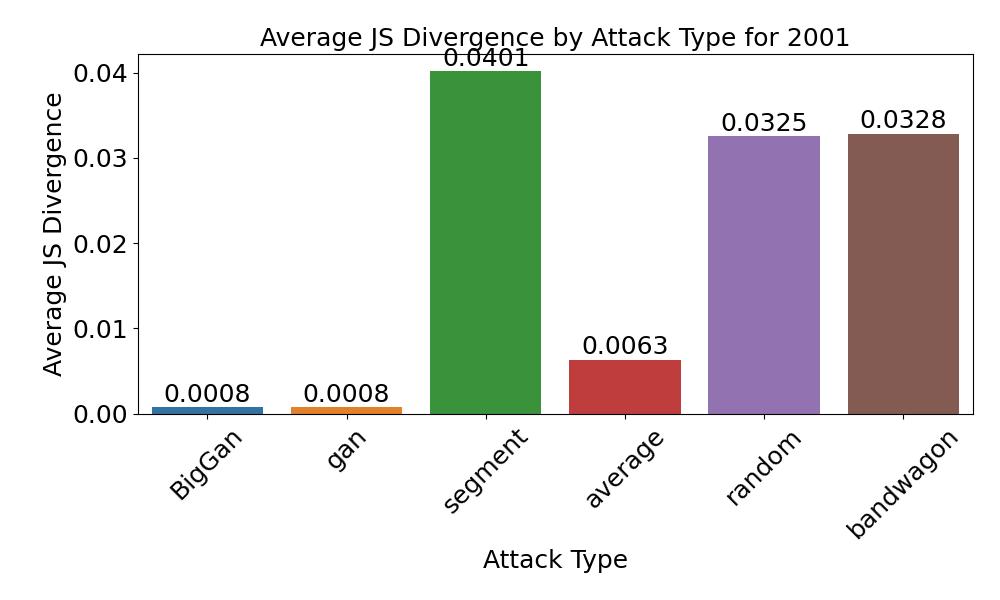 Average JS Divergence by Attack Type for 2001
Average JS Divergence
0.04
0.03
0.02
0.01
0.00
0.0008
0.0008
0.0401
0.0063
0.0325
0.0328
BigGan
gan
segment
average
random
bandwagon
Attack Type